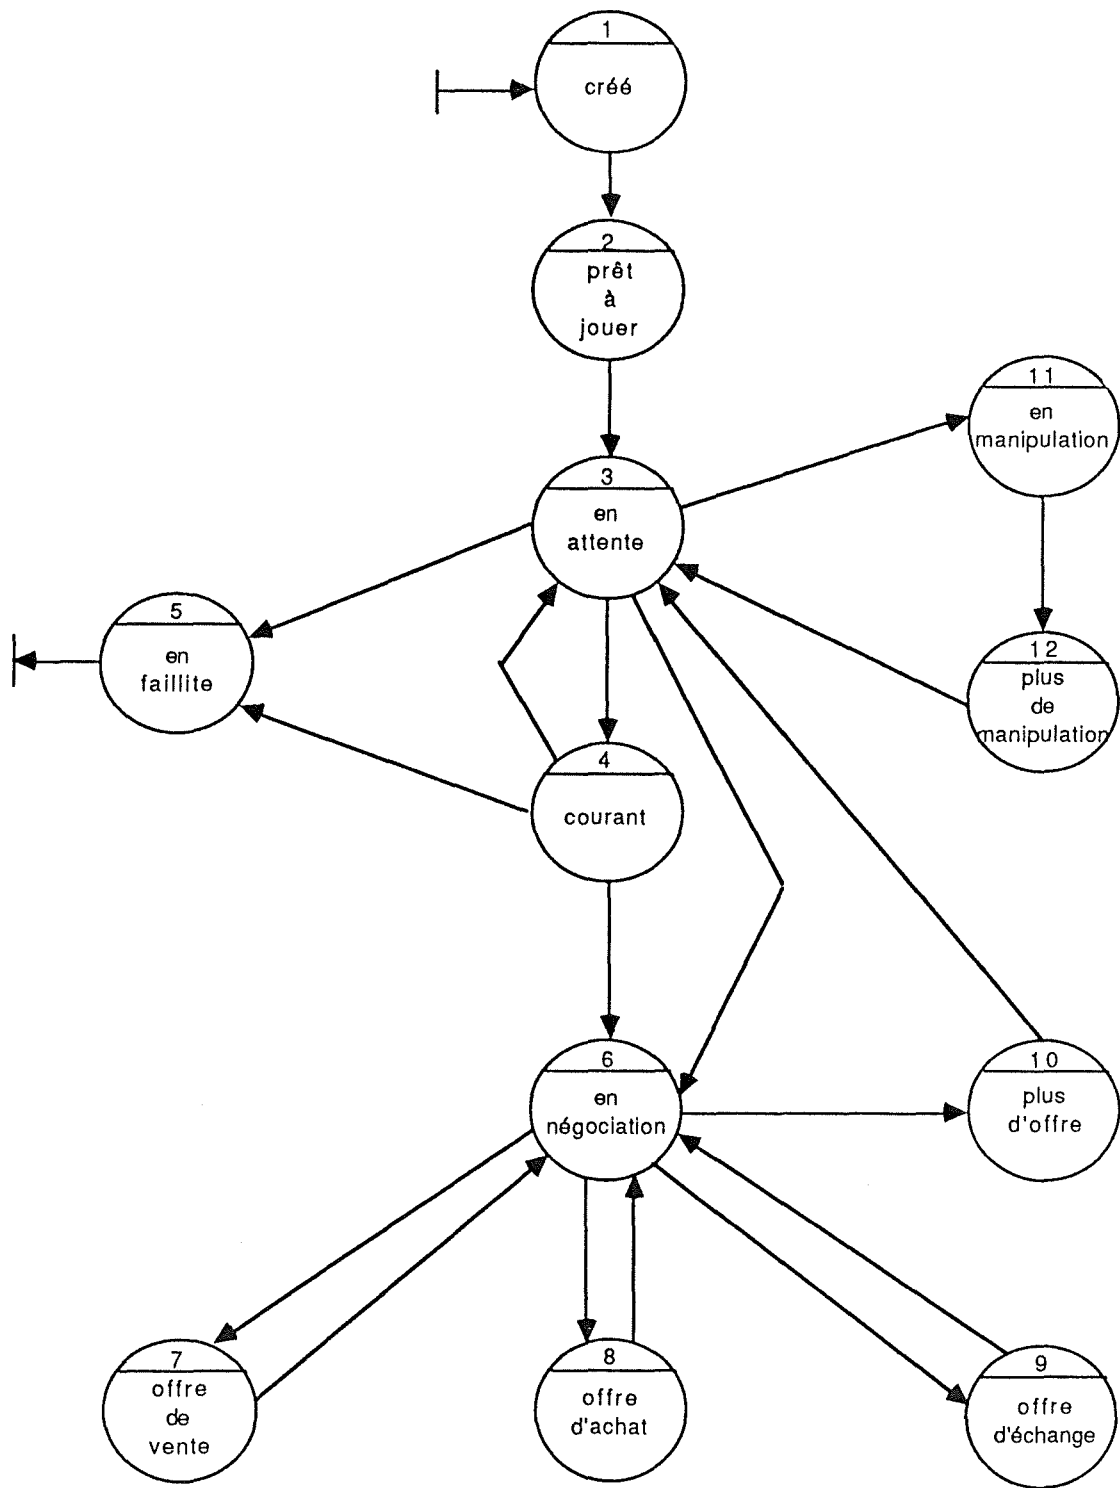 1
créé
2
prêt
à
jouer
11
en
manipulation
3
en
attente
5
en
faillite
12
plus
de
manipulation
4
courant
6
en
négociation
10
plus
d'offre
7
offre
de
vente
8
offre
d'achat
9
offre
d'échange